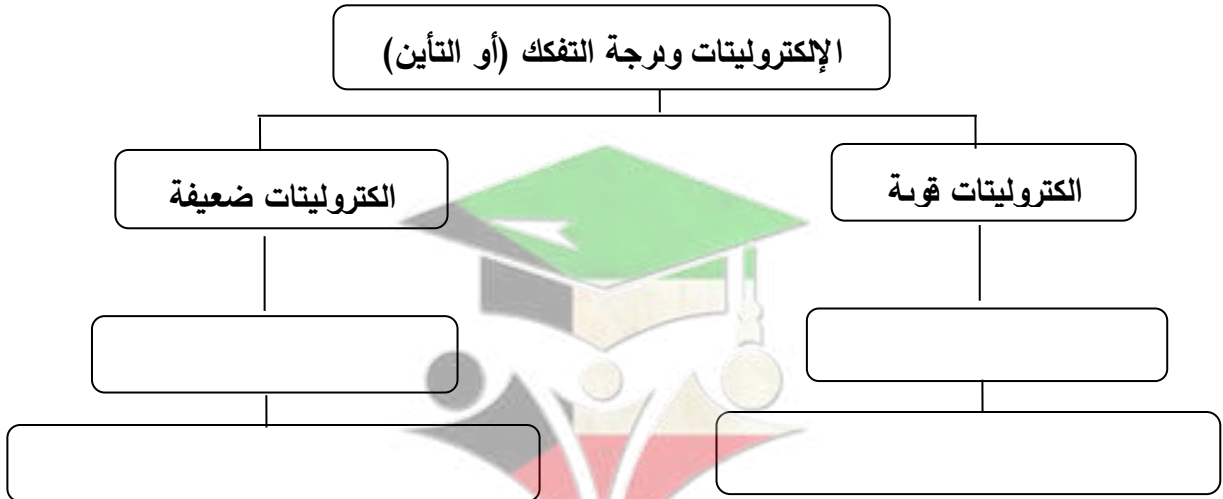 الإلكتروليتات ودرجة التفكك (أو التأين)
الكتروليتات قوية
الكتروليتات ضعيفة